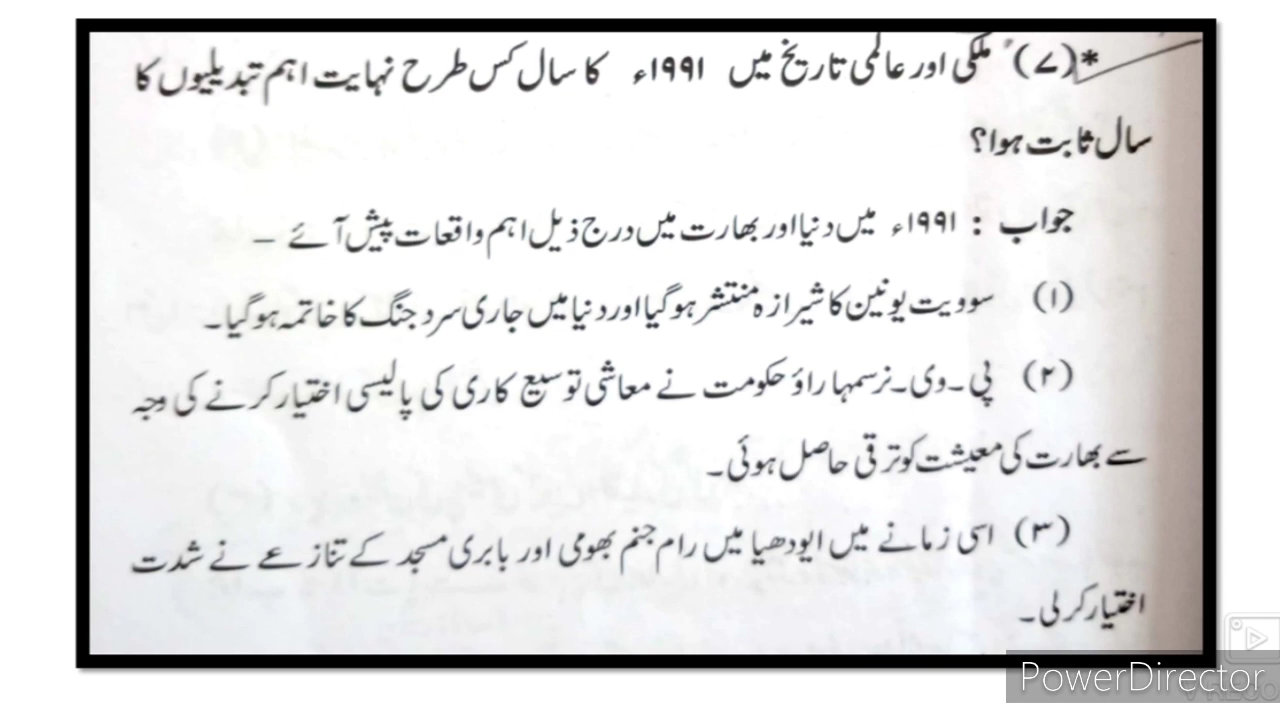 *(۷) ملکی اور عالمی تاریخ میں ۱۹۹۱ء کا سال کس طرح نہایت اہم تبدیلیوں کا
سال ثابت ہوا؟
جواب : ۱۹۹۱ء میں دنیا اور بھارت میں درج ذیل اہم واقعات پیش آئے –
(۱) سوویت یونین کا شیرازہ منتشر ہوگیا اور دنیا میں جاری سرد جنگ کا خاتمہ ہوگیا۔
(۲) پی۔وی۔نرسمہا راؤ حکومت نے معاشی توسیع کاری کی پالیسی اختیار کرنے کی وجہ
سے بھارت کی معیشت کو ترقی حاصل ہوئی۔
(۳) اسی زمانے میں ایودھیا میں رام جنم بھومی اور بابری مسجد کے تنازعے نے شدت
اختیار کر لی۔
PowerDirector